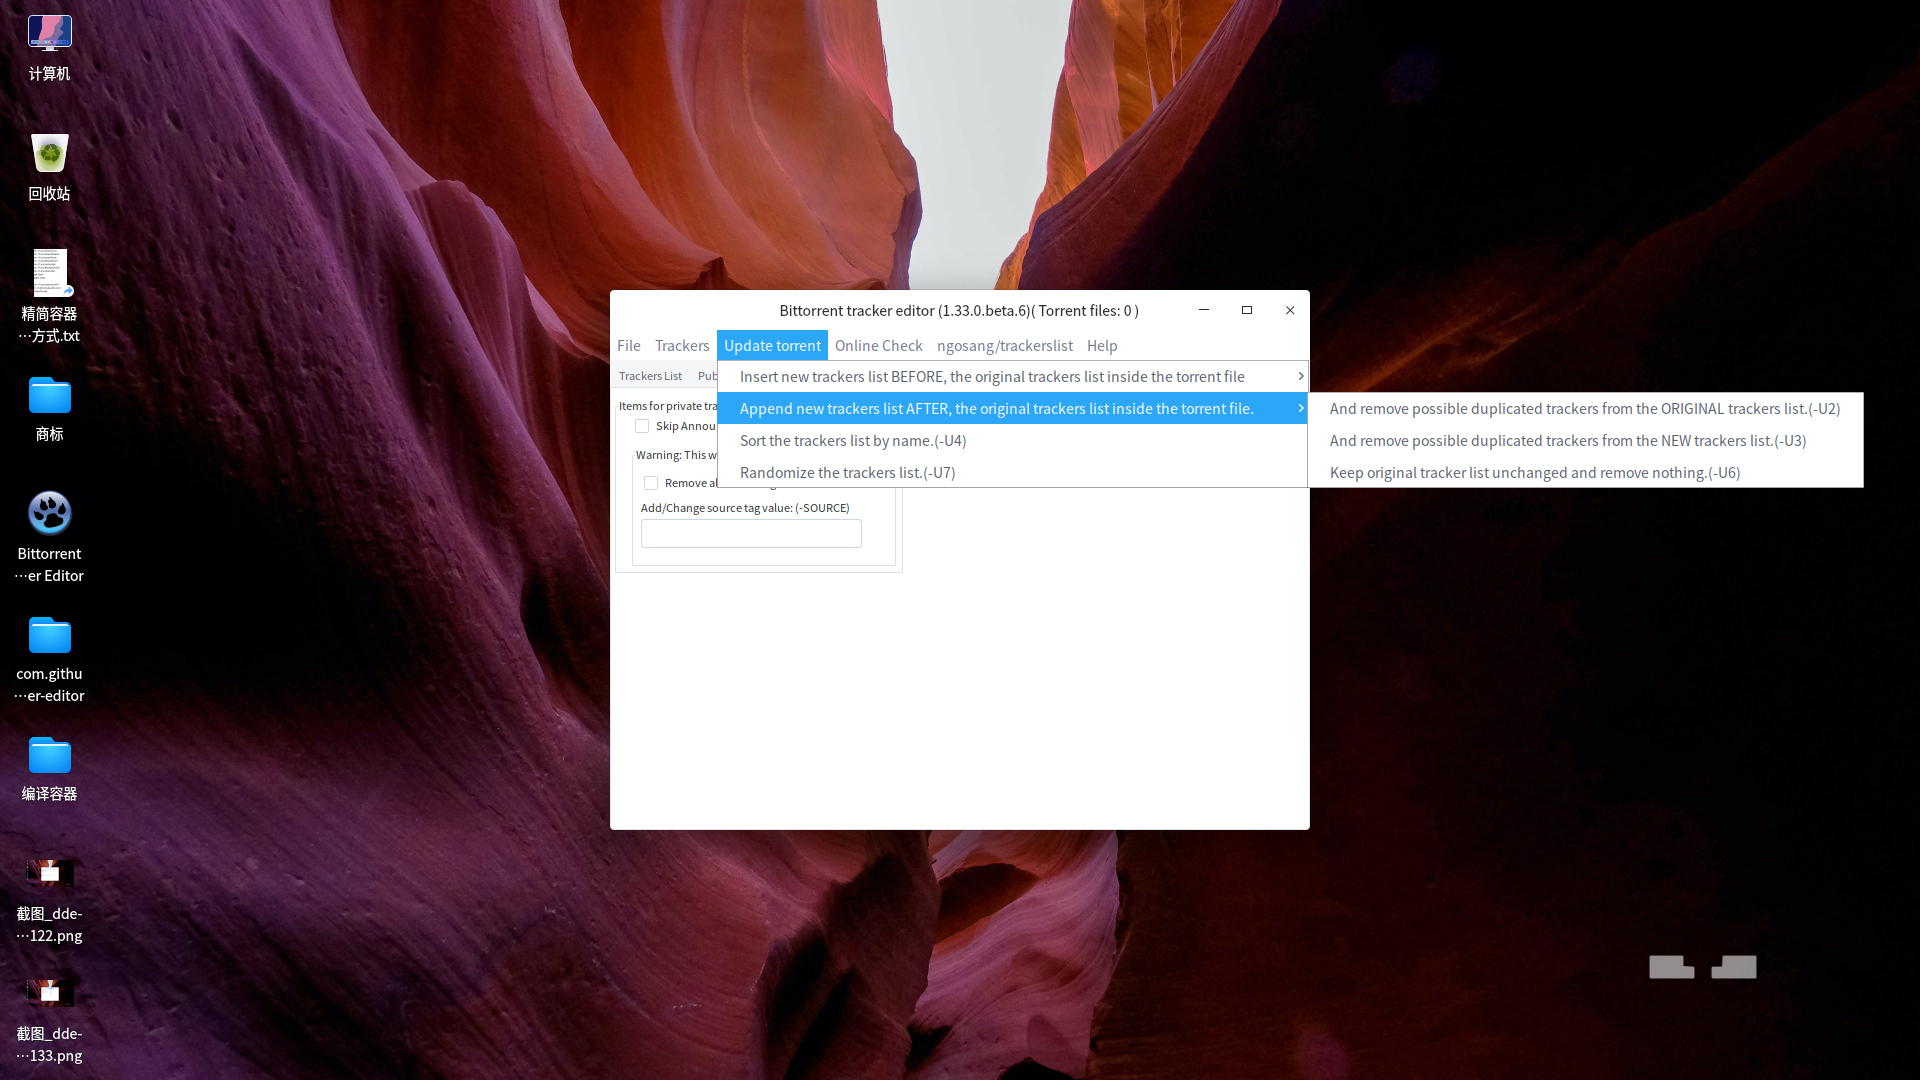 计算机
回收站
精简容器
…方式.txt
商标
Bittorrent
…er Editor
com.githu
…er-editor
编译容器
截图_dde-
…122.png
截图_dde-
…133.png
Bittorrent tracker editor (1.33.0.beta.6)( Torrent files: 0 )
File Trackers Update torrent Online Check ngosang/trackerslist Help
Trackers List Pub
Insert new trackers list BEFORE, the original trackers list inside the torrent file
Append new trackers list AFTER, the original trackers list inside the torrent file.
Sort the trackers list by name.(-U4)
Randomize the trackers list.(-U7)
And remove possible duplicated trackers from the ORIGINAL trackers list.(-U2)
And remove possible duplicated trackers from the NEW trackers list.(-U3)
Keep original tracker list unchanged and remove nothing.(-U6)
Items for private tra
Skip Annou
Warning: This w
Remove al
Add/Change source tag value: (-SOURCE)